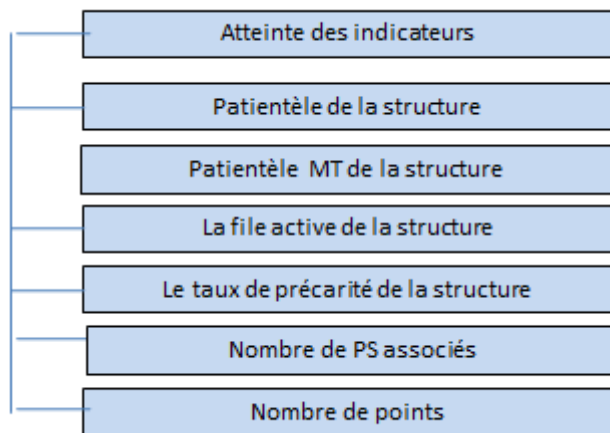 Atteinte des indicateurs
Patientèle de la structure
Patientèle MT de la structure
La file active de la structure
Le taux de précarité de la structure
Nombre de PS associés
Nombre de points